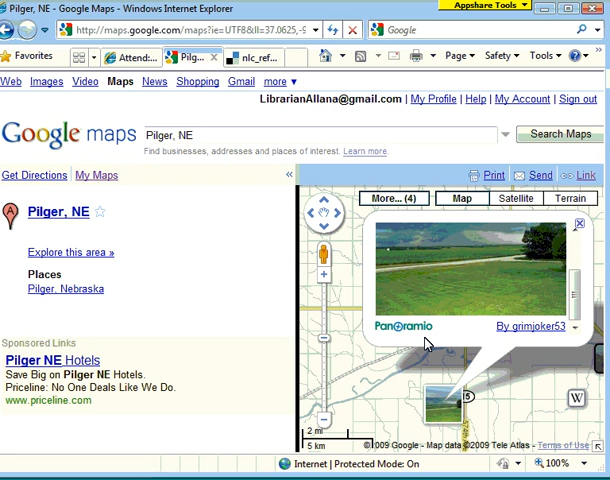 Pilger, NE - Google Maps - Windows Internet Explorer
Appshare Tools
http://maps.google.com/maps?ie=UTF8&ll=37.0625,-9
Google
Favorites
Attend:
Pilg...
nlc_ref...
Page
Safety
Tools
Web Images Videos Maps News Shopping Gmail more
LibrarianAllana@gmail.com | My Profile | Help | My Account | Sign out
Google maps
Pilger, NE
Search Maps
Find businesses, addresses and places of interest. Learn more.
Get Directions My Maps
«
Print Send Link
A
Pilger, NE
Explore this area »
Places
Pilger, Nebraska
Sponsored Links
Pilger NE Hotels
Save Big on Pilger NE Hotels.
Priceline: No One Deals Like We Do.
www.priceline.com
More... (4)
Map
Satellite
Terrain
Panoramio
By grimjoker53
15
574th Ave
W
2 mi
5 km
©2009 Google - Map data ©2009 Tele Atlas - Terms of Use
Internet | Protected Mode: On
100%